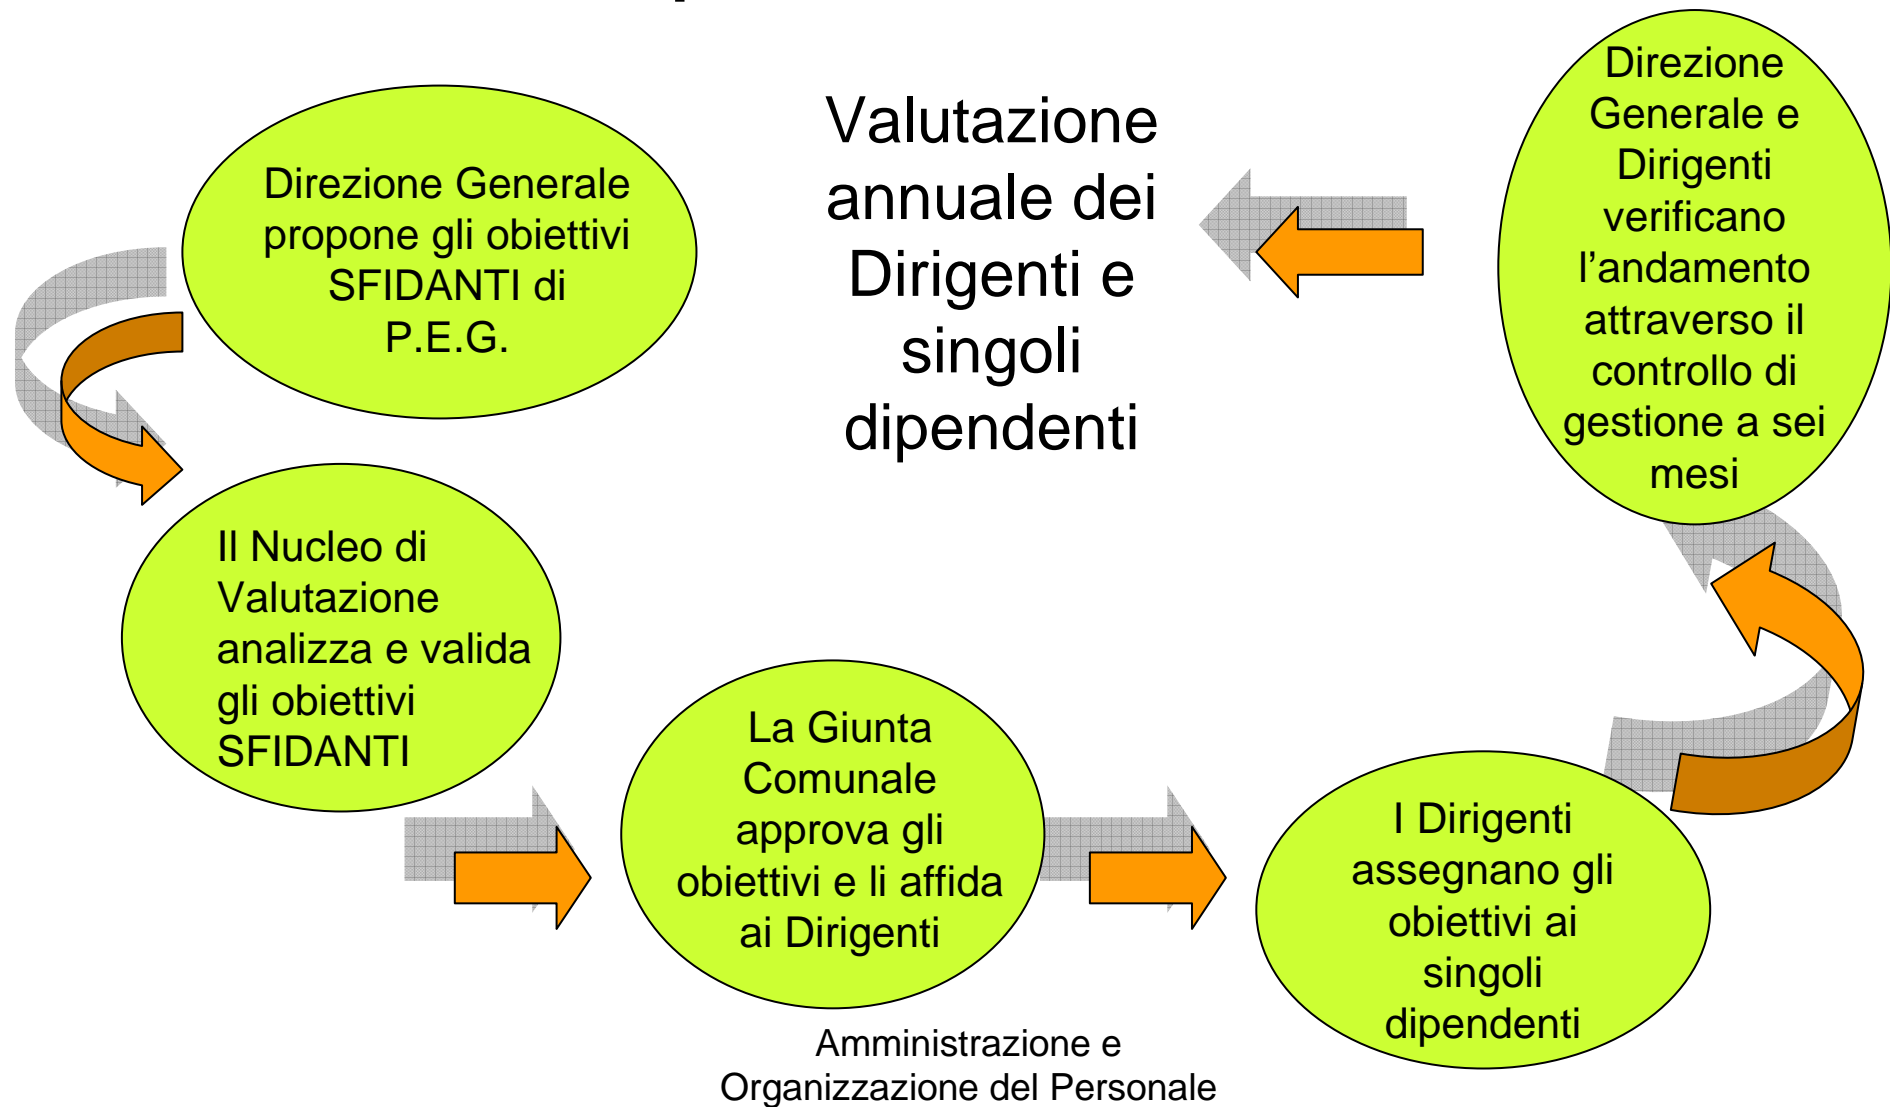 Direzione Generale
propone gli obiettivi
SFIDANTI di
P.E.G.
Il Nucleo di
Valutazione
analizza e valida
gli obiettivi
SFIDANTI
La Giunta
Comunale
approva gli
obiettivi e li affida
ai Dirigenti
I Dirigenti
assegnano gli
obiettivi ai
singoli
dipendenti
Direzione
Generale e
Dirigenti
verificano
l’andamento
attraverso il
controllo di
gestione a sei
mesi
Valutazione
annuale dei
Dirigenti e
singoli
dipendenti
Amministrazione e
Organizzazione del Personale